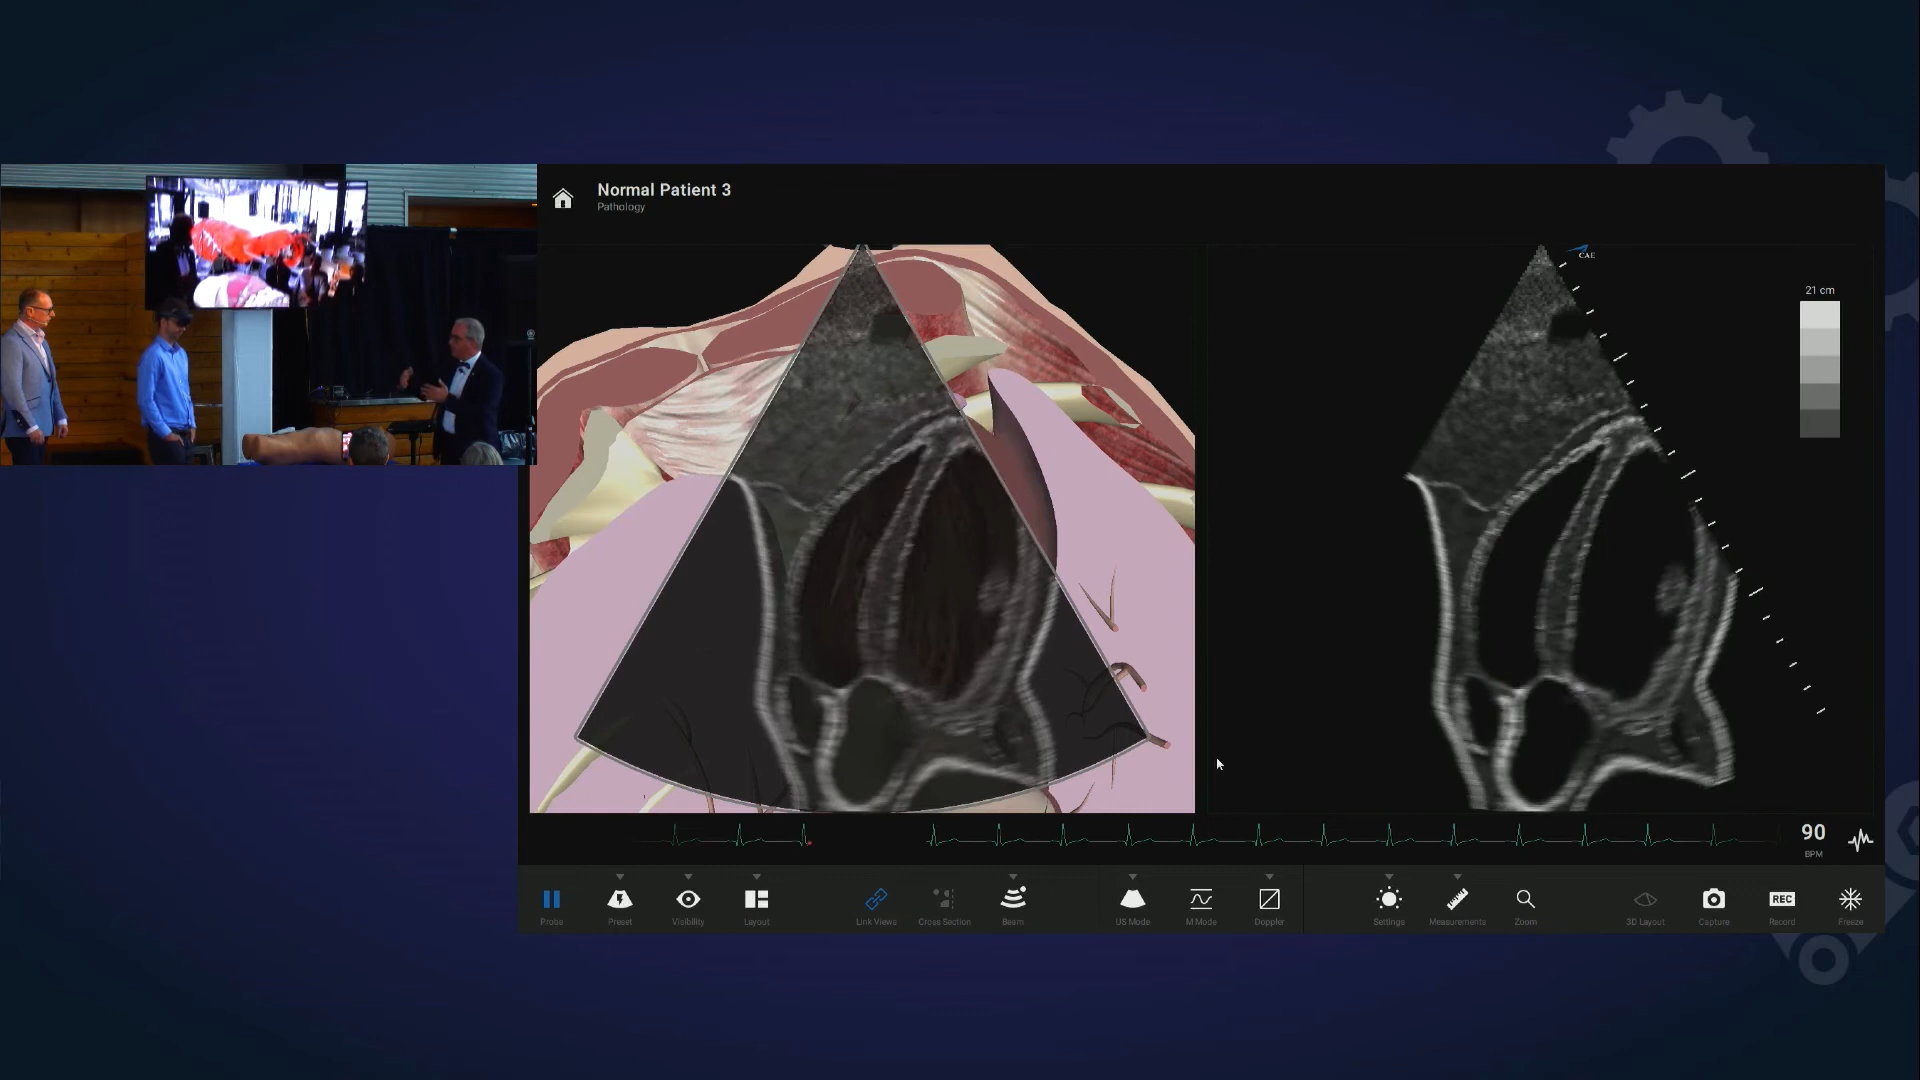 Normal Patient 3
Pathology
CAE
21 cm
90
BPM
Probe
Preset
Visibility
Layout
Link Views
Cross Section
Beam
US Mode
M Mode
Doppler
Settings
Measurements
Zoom
3D Layout
Capture
REC
Record
Freeze